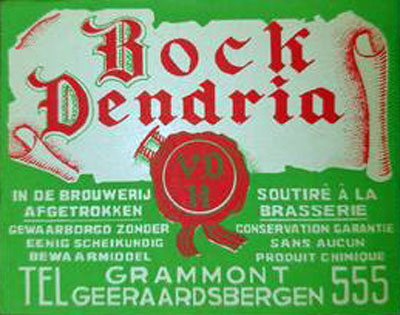 Bock
Dendria
V.D
H
IN DE BROUWERIJ
AFGETROKKEN
GEWAARBORGD ZONDER
EENIG SCHEIKUNDIG
BEWAARMIDDEL
SOUTIRÉ À LA
BRASSERIE
CONSERVATION GARANTIE
SANS AUCUN
PRODUIT CHIMIQUE
GRAMMONT
TEL GEERAARDSBERGEN 555